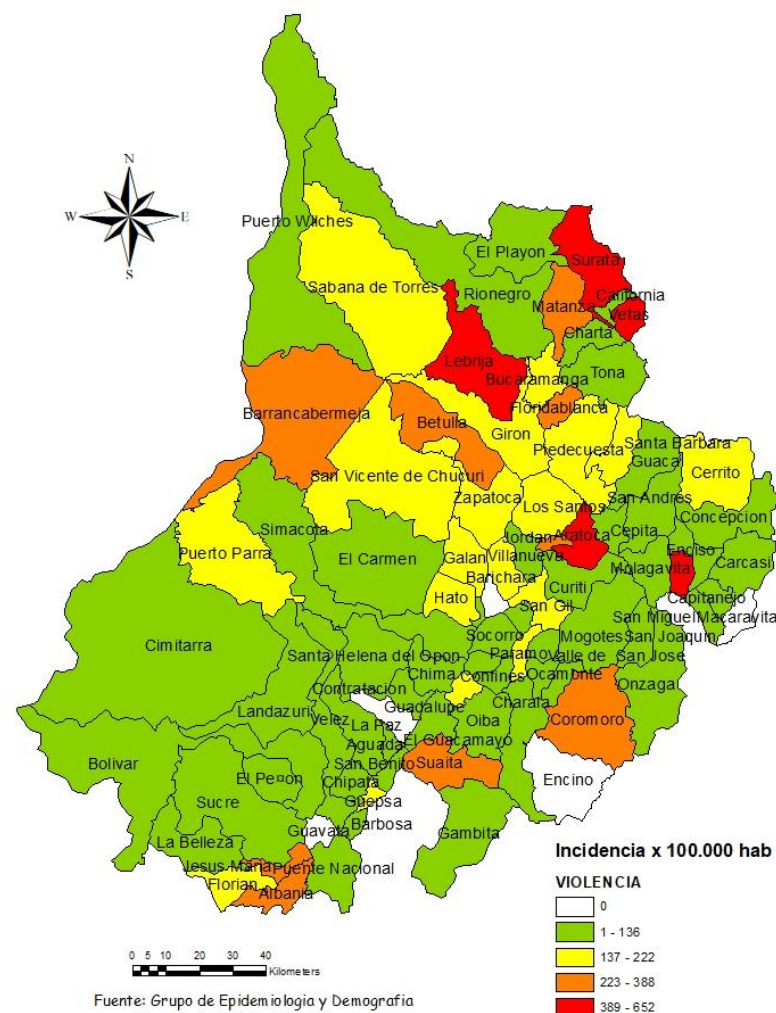 N
W
E
S
Puerto Wilches
El Playon
Surata
Sabana de Torres
Rionegro
Matanza
California
Vetas
Charta
Lebrija
Bucaramanga
Tona
Barrancabermeja
Betulia
Floridablanca
Giron
Piedecuesta
Santa Barbara
Guaca
Cerrito
San Vicente de Chucuri
Zapatoca
Los Santos
San Andres
Concepcion
Simacota
Puerto Parra
El Carmen
Jordan
Aratoca
Cepita
Enciso
Carcasi
Galan
Villanueva
Barichara
Molagavita
Hato
Curiti
Capitanejo
San Gil
San Miguel
Macaravita
Cimitarra
Socorro
Mogotes
San Joaquin
Santa Helena del Opon
Paramo
Valle de San Jose
Chima
Confines
Ocamonte
Onzaga
Contratacion
Guadalupe
Charala
Landazuri
Velez
La Paz
Oiba
Coromoro
Aguada
El Guacamayo
Bolivar
San Benito
Suaita
El Peñon
Chipata
Encino
Sucre
Güepsa
Barbosa
Guavata
Gambita
La Belleza
Jesus Maria
Puente Nacional
Florian
Albania
Incidencia x 100.000 hab
VIOLENCIA
0
1 - 136
137 - 222
223 - 388
389 - 652
0 5 10 20 30 40
Kilometers
Fuente: Grupo de Epidemiologia y Demografia